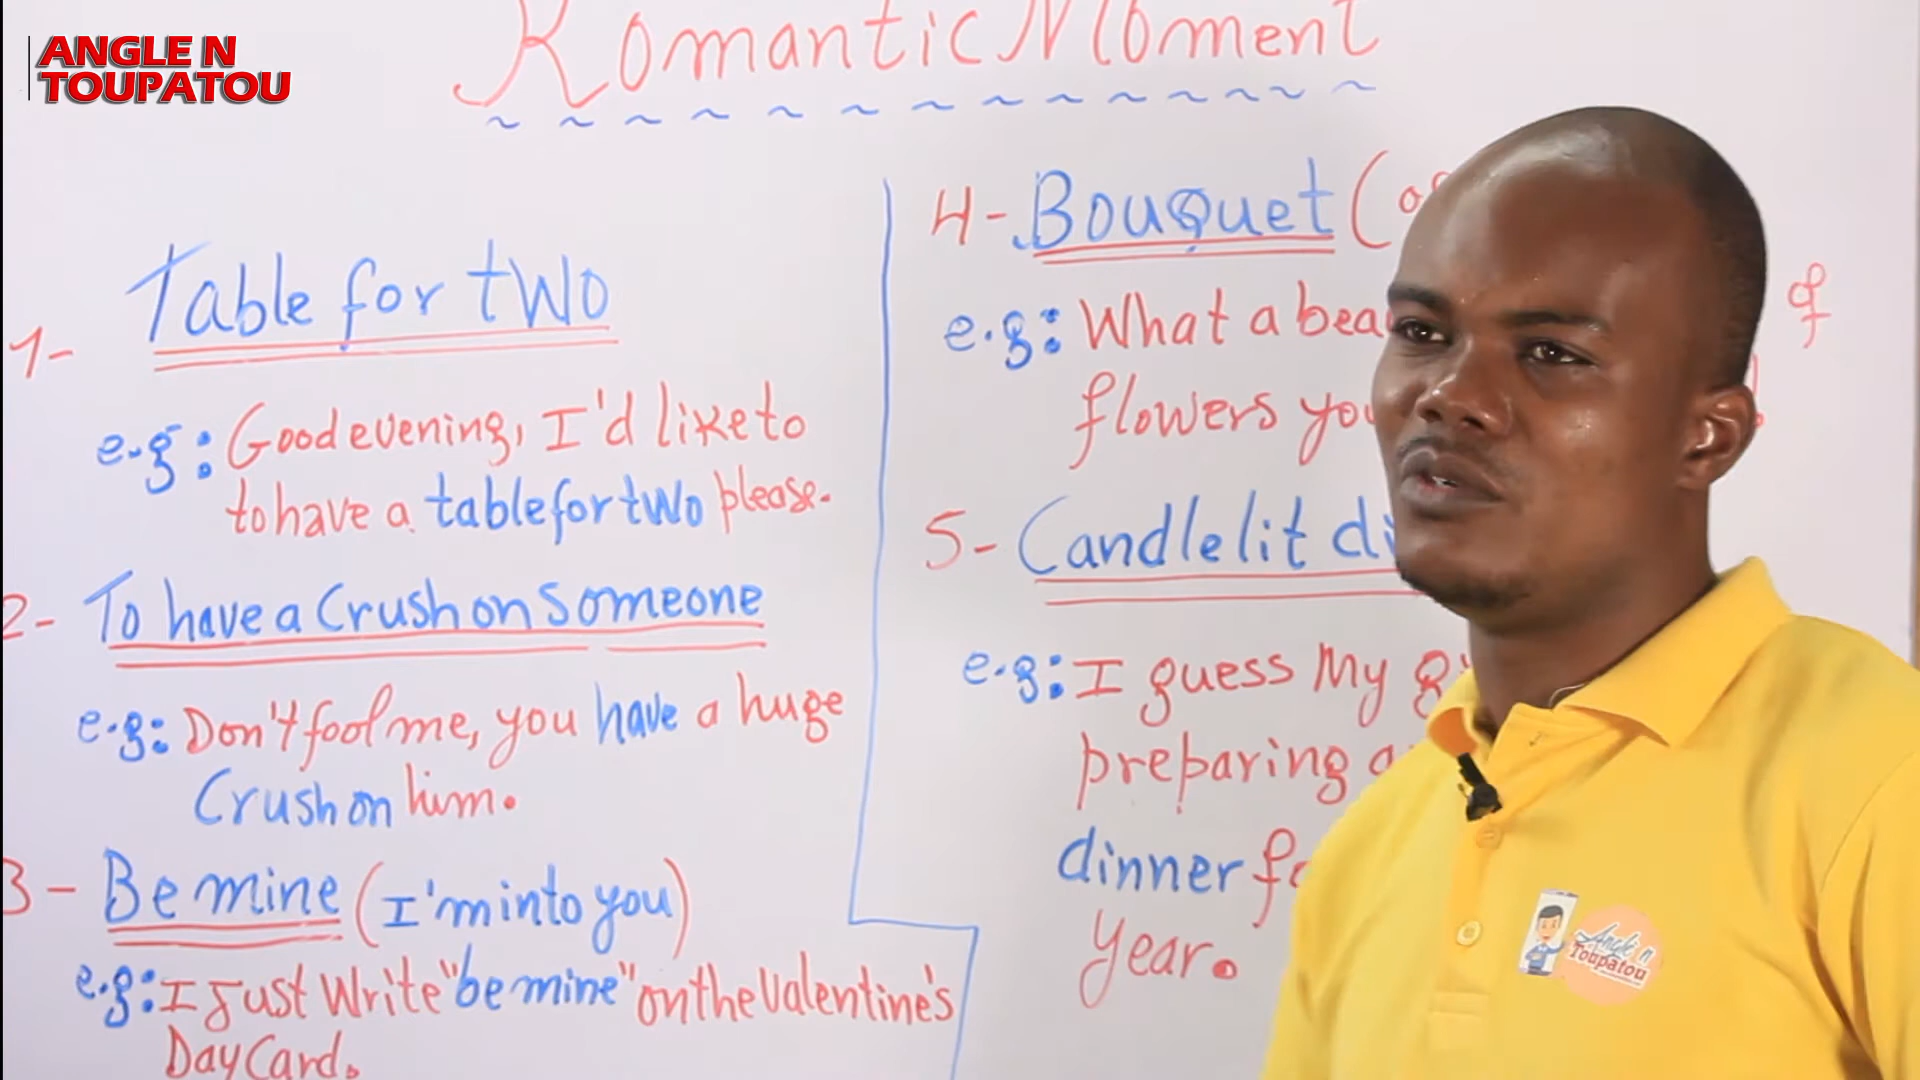 ANGLE N
TOUPATOU
Romantic Moment
1- Table for two
e.g: Good evening, I'd like to
to have a table for two please.
2- To have a Crush on Someone
e.g: Don't fool me, you have a huge
Crush on him.
3- Be mine (I'm into you)
e.g: I Just Write "be mine" on the Valentine's
Day Card.
4- Bouquet (
e.g: What a of
flowers
5- Candle lit
e.g: I guess My
preparing
dinner
year.
Angle n
Toupatou